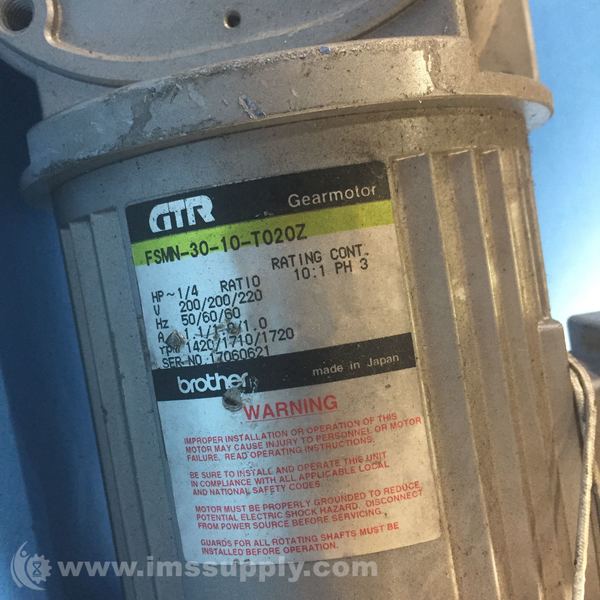 GTR Gearmotor
FSMN-30-10-T020Z
RATING CONT.
HP~1/4 RATIO 10:1 PH 3
V 200/200/220
Hz 50/60/60
A
rpm 1420/1710/1720
SER NO. 17060621
brother made in Japan
WARNING
IMPROPER INSTALLATION OR OPERATION OF THIS
MOTOR MAY CAUSE INJURY TO PERSONNEL OR MOTOR
FAILURE. READ OPERATING INSTRUCTIONS.
BE SURE TO INSTALL AND OPERATE THIS UNIT
IN COMPLIANCE WITH ALL APPLICABLE LOCAL
AND NATIONAL SAFETY CODES.
MOTOR MUST BE PROPERLY GROUNDED TO REDUCE
POTENTIAL ELECTRIC SHOCK HAZARD. DISCONNECT
FROM POWER SOURCE BEFORE SERVICING.
GUARDS FOR ALL ROTATING SHAFTS MUST BE
INSTALLED BEFORE OPERATION.
www.imssupply.com